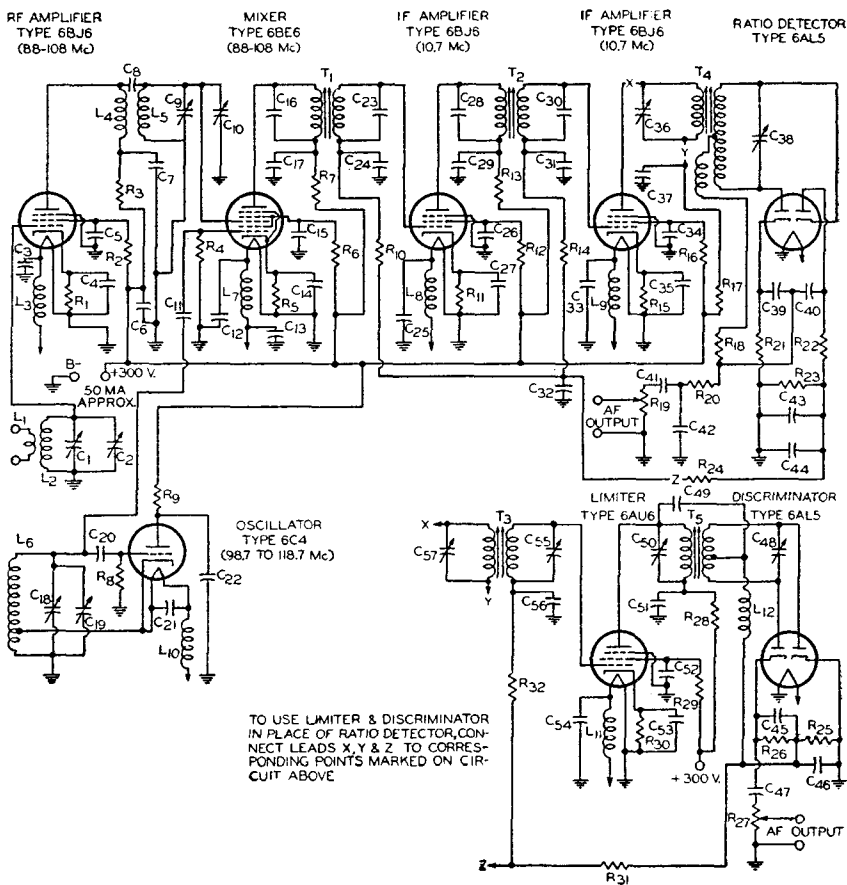 RF AMPLIFIER
TYPE 6BJ6
(88-108 Mc)
MIXER
TYPE 6BE6
(88-108 Mc)
IF AMPLIFIER
TYPE 6BJ6
(10.7 Mc)
IF AMPLIFIER
TYPE 6BJ6
(10.7 Mc)
RATIO DETECTOR
TYPE 6AL5
C8
L4
L5
C9
C10
T1
C16
C23
T2
C28
C30
X
T4
C36
Y
C38
R3
C7
C17
R7
C24
C29
R13
C31
C37
C3
C5
R2
L3
C4
R1
C6
C11
R4
C15
R6
L7
C14
R5
C12
C13
R10
C26
R12
L8
C27
R11
C25
R14
C34
R16
C33
L9
C35
R15
R17
R18
C39
C40
R21
R22
B-
+300 V.
50 MA
APPROX.
C32
C41
R19
R20
R23
C43
AF
OUTPUT
C42
C44
L1
L2
C1
C2
Z
R24
R9
L6
C20
OSCILLATOR
TYPE 6C4
(98.7 TO 118.7 Mc)
R8
C22
C18
C19
C21
L10
LIMITER
TYPE 6AU6
C49
DISCRIMINATOR
TYPE 6AL5
X
C57
T3
C55
Y
C56
C50
T5
C48
C51
R28
L12
R32
C52
R29
C54
L11
C53
R30
+300 V.
C45
R26
R25
C46
C47
R27
AF OUTPUT
TO USE LIMITER & DISCRIMINATOR
IN PLACE OF RATIO DETECTOR, CON-
NECT LEADS X, Y & Z TO CORRES-
PONDING POINTS MARKED ON CIR-
CUIT ABOVE
Z
R31